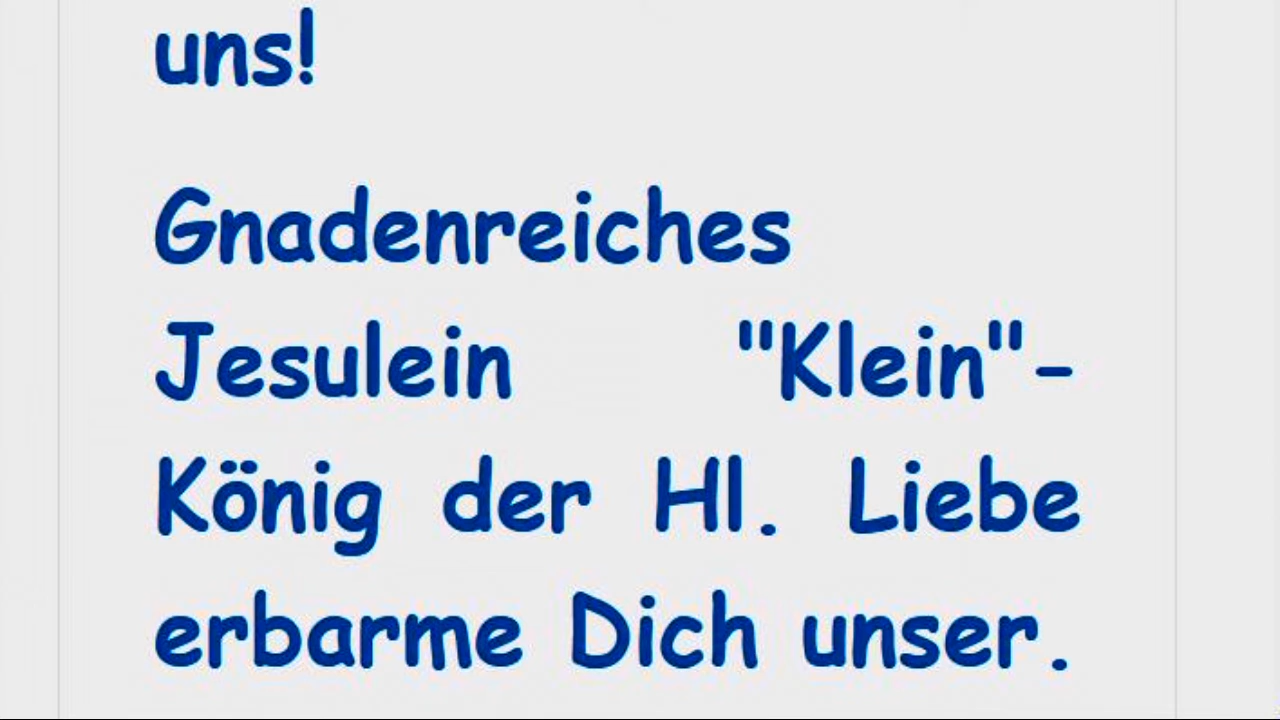 uns!
Gnadenreiches
Jesulein "Klein"-
König der Hl. Liebe
erbarme Dich unser.